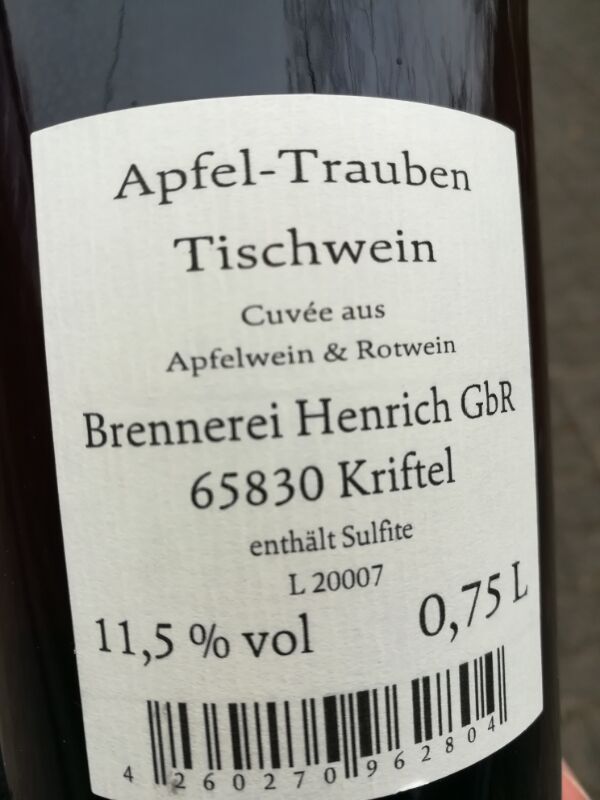 Apfel-Trauben
Tischwein
Cuvée aus
Apfelwein & Rotwein
Brennerei Henrich GbR
65830 Kriftel
enthält Sulfite
L 20007
11,5 % vol 0,75 L
4 260270 962804